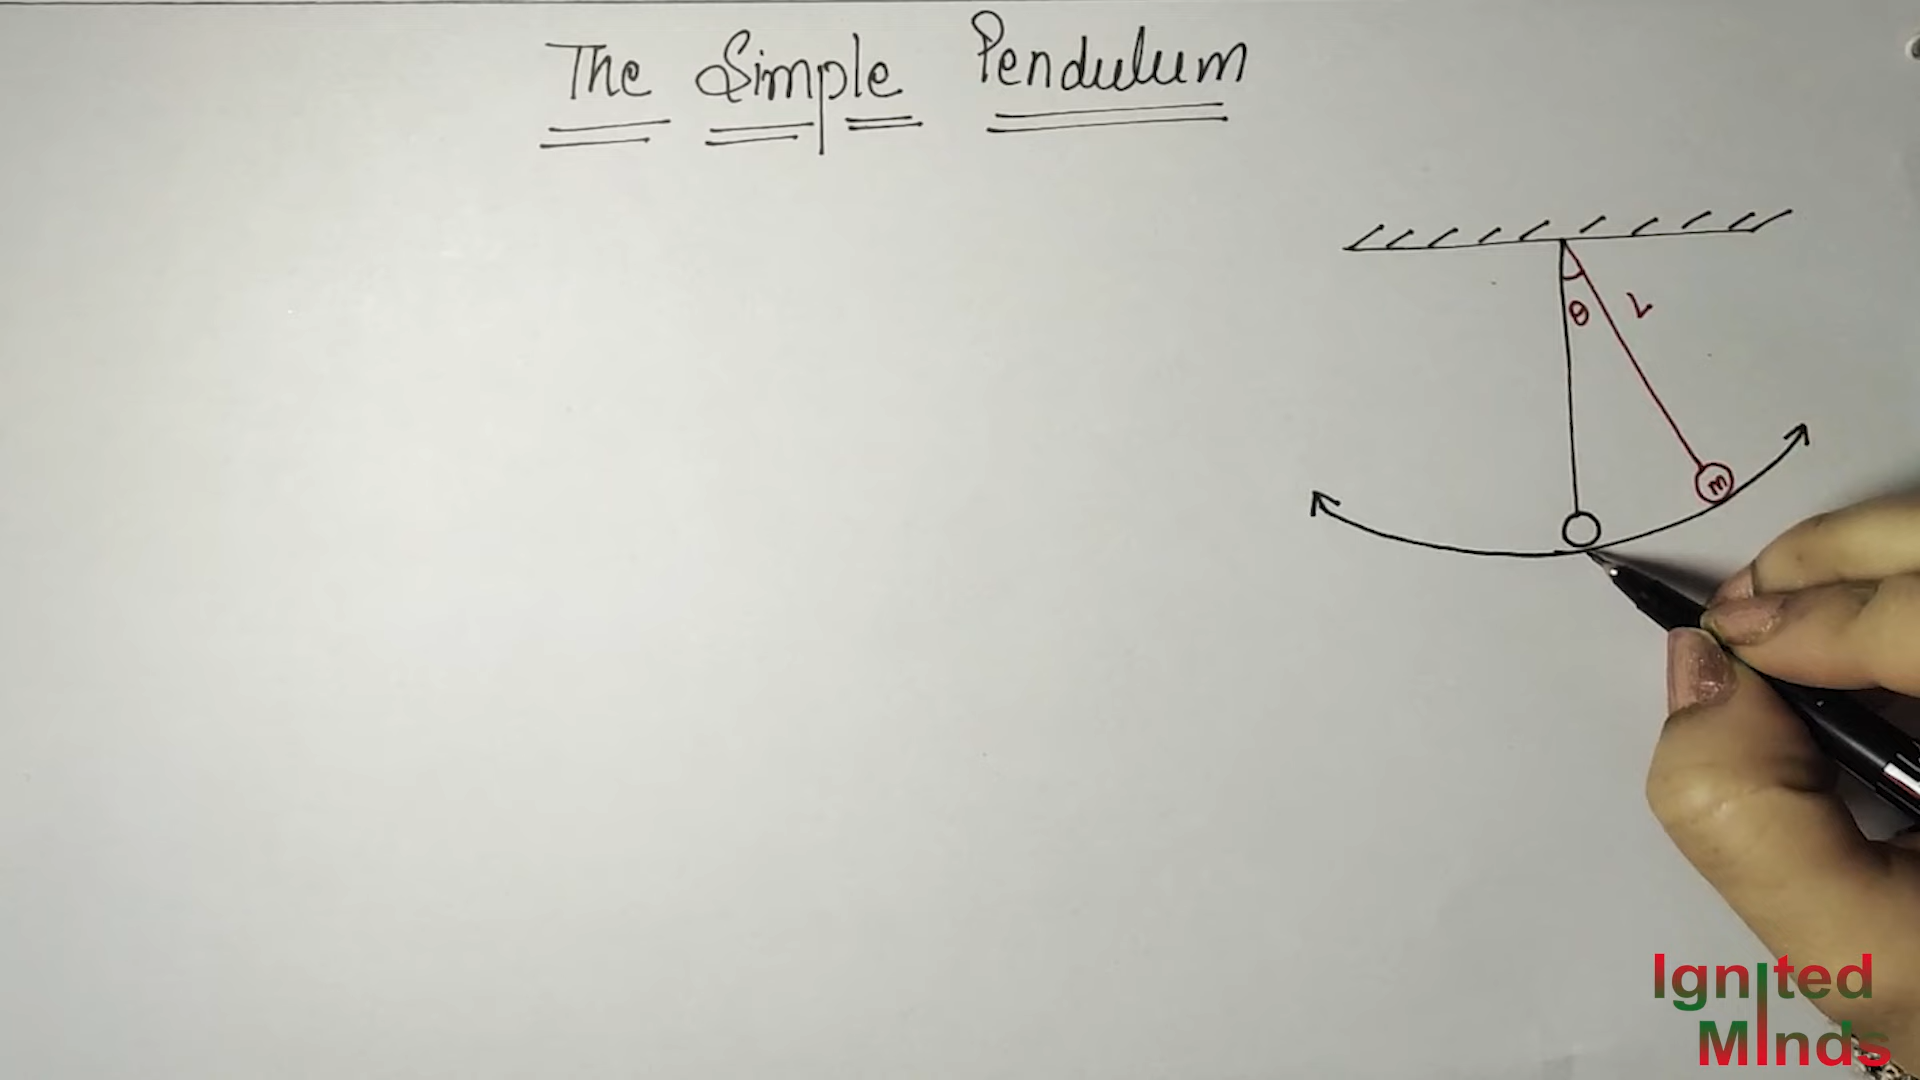 The Simple Pendulum
θ L
m
Ignited
Minds